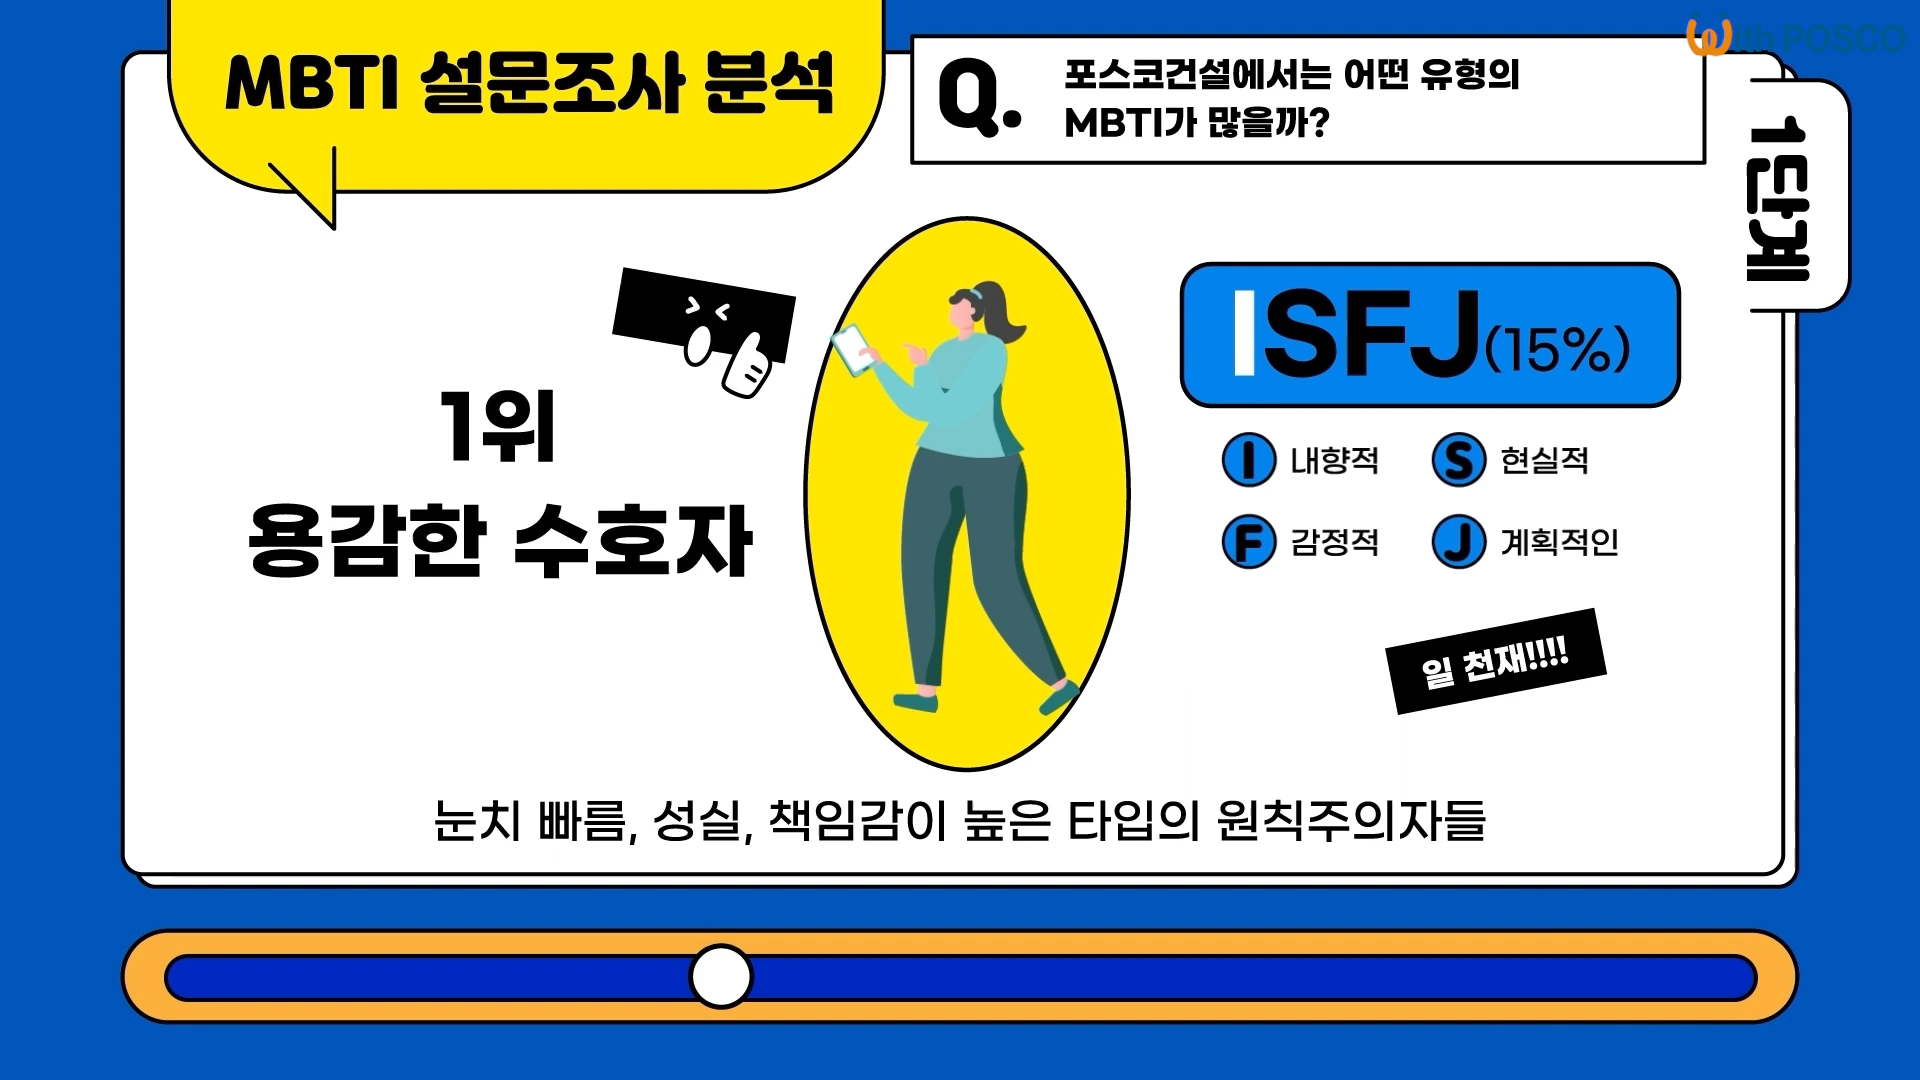 With POSCO
MBTI 설문조사 분석
Q.
포스코건설에서는 어떤 유형의
MBTI가 많을까?
1단계
1위
용감한 수호자
ISFJ(15%)
I 내향적
S 현실적
F 감정적
J 계획적인
일 천재!!!!
눈치 빠름, 성실, 책임감이 높은 타입의 원칙주의자들